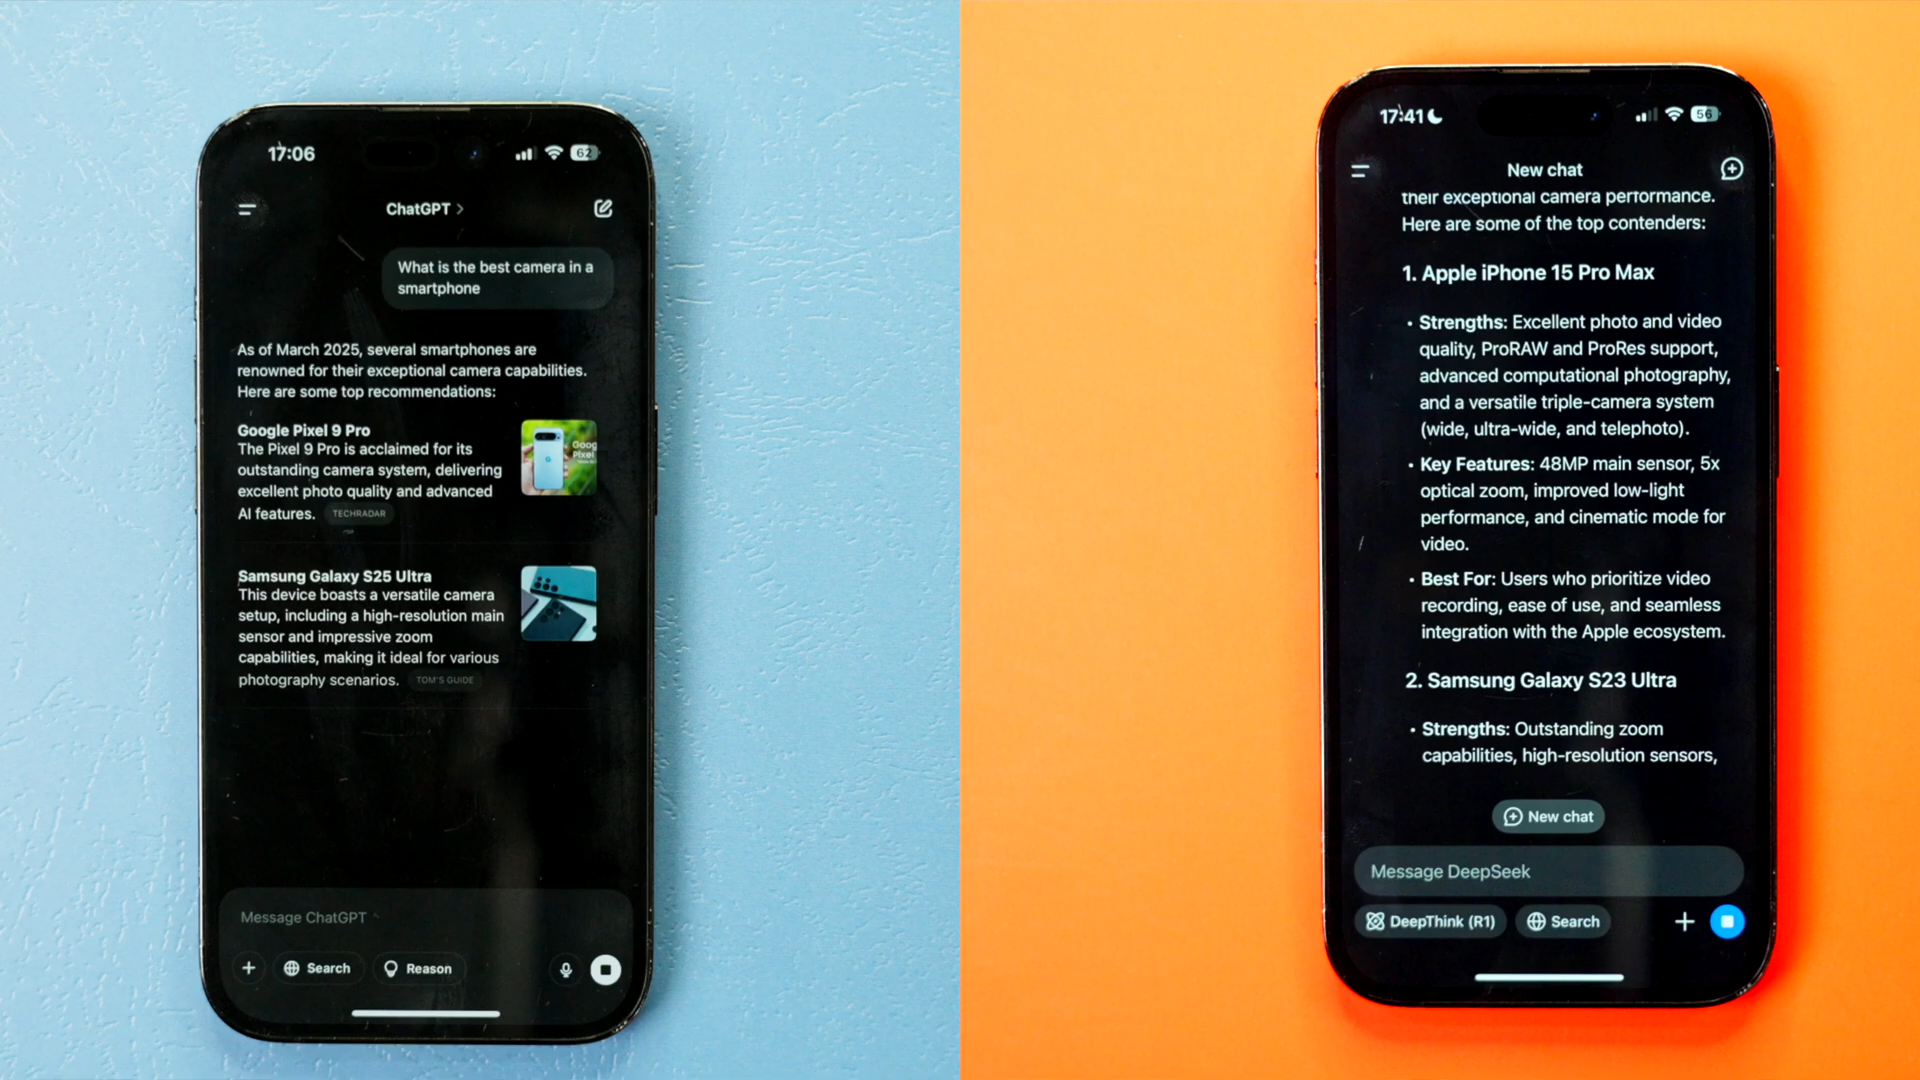 17:06
62
ChatGPT >
What is the best camera in a
smartphone
As of March 2025, several smartphones are
renowned for their exceptional camera capabilities.
Here are some top recommendations:
Google Pixel 9 Pro
The Pixel 9 Pro is acclaimed for its
outstanding camera system, delivering
excellent photo quality and advanced
AI features. TECHRADAR
Goog
Pixel
Samsung Galaxy S25 Ultra
This device boasts a versatile camera
setup, including a high-resolution main
sensor and impressive zoom
capabilities, making it ideal for various
photography scenarios. TOM'S GUIDE
Message ChatGPT
Search
Reason
17:41
56
New chat
their exceptional camera performance.
Here are some of the top contenders:
1. Apple iPhone 15 Pro Max
• Strengths: Excellent photo and video
quality, ProRAW and ProRes support,
advanced computational photography,
and a versatile triple-camera system
(wide, ultra-wide, and telephoto).
• Key Features: 48MP main sensor, 5x
optical zoom, improved low-light
performance, and cinematic mode for
video.
• Best For: Users who prioritize video
recording, ease of use, and seamless
integration with the Apple ecosystem.
2. Samsung Galaxy S23 Ultra
• Strengths: Outstanding zoom
capabilities, high-resolution sensors,
New chat
Message DeepSeek
DeepThink (R1)
Search